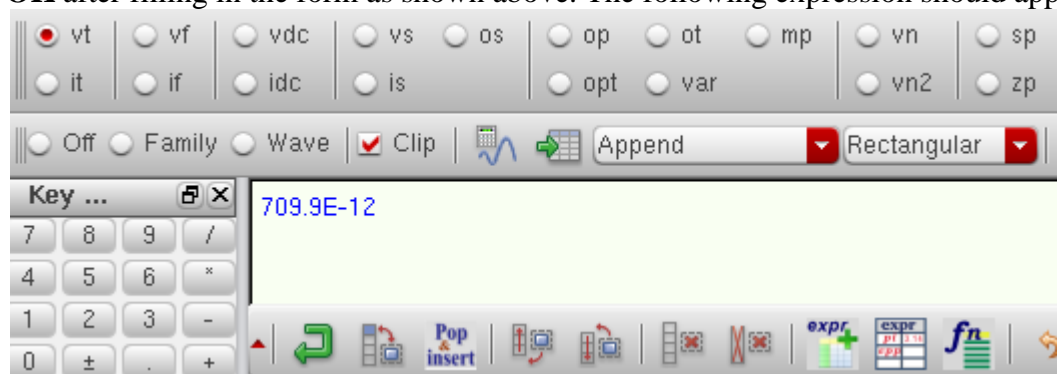 OK after filling in the form as shown above. The following expression should app
vt vf vdc vs os op ot mp vn sp
it if idc is opt var vn2 zp
Off Family Wave Clip Append Rectangular
Key ...
709.9E-12
7 8 9 /
4 5 6 *
1 2 3 -
0 ± . +
Pop & insert expr expr fn